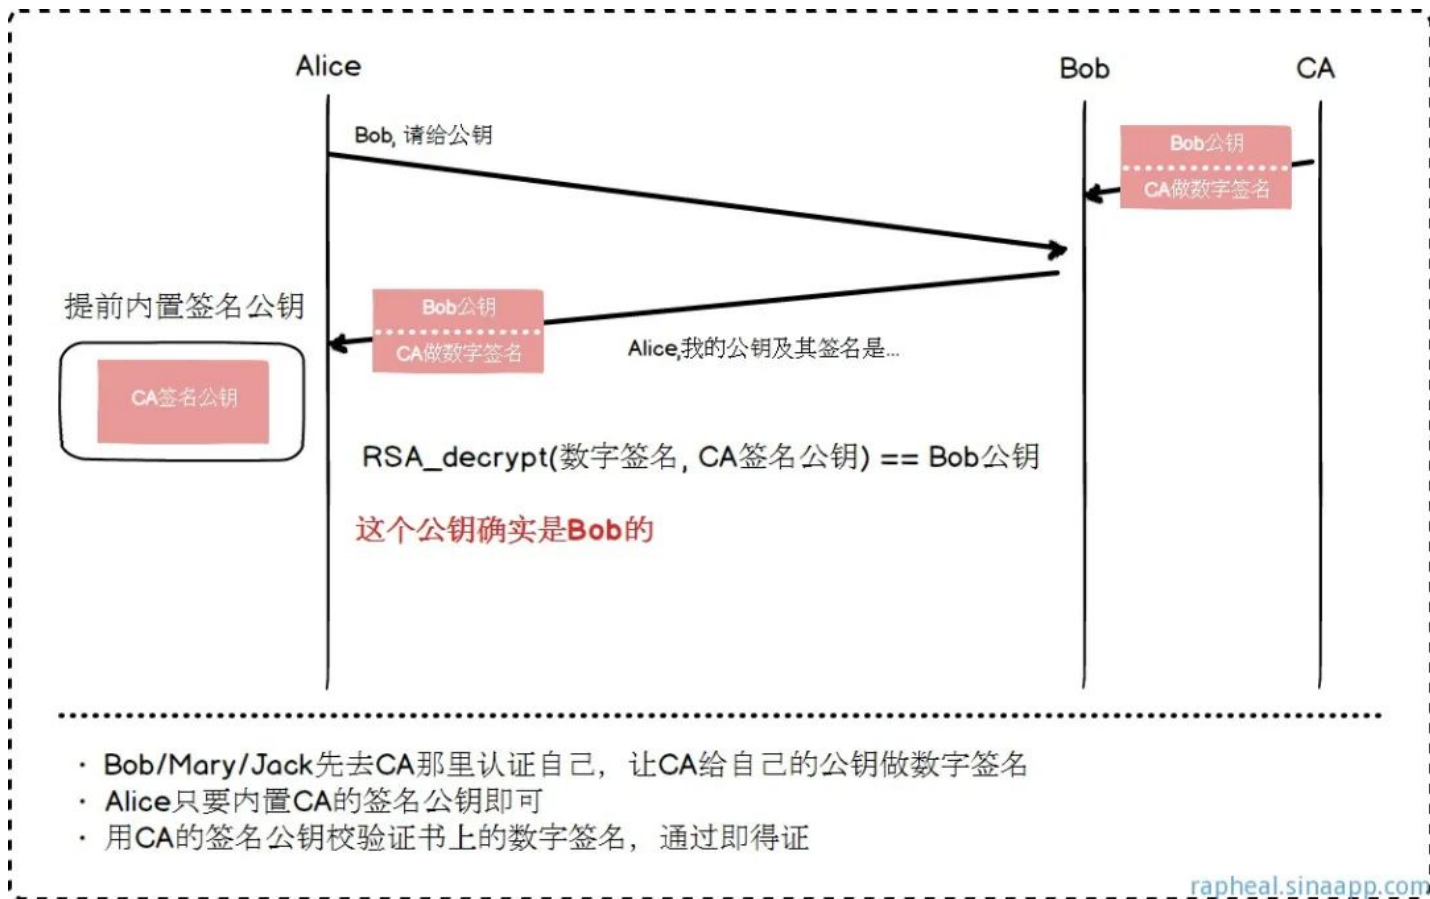 Alice
Bob
CA
Bob, 请给公钥
Bob公钥
CA做数字签名
提前内置签名公钥
CA签名公钥
Bob公钥
CA做数字签名
Alice,我的公钥及其签名是...
RSA_decrypt(数字签名, CA签名公钥) == Bob公钥
这个公钥确实是Bob的
· Bob/Mary/Jack先去CA那里认证自己，让CA给自己的公钥做数字签名
· Alice只要内置CA的签名公钥即可
· 用CA的签名公钥校验证书上的数字签名，通过即得证
rapheal.sinaapp.com